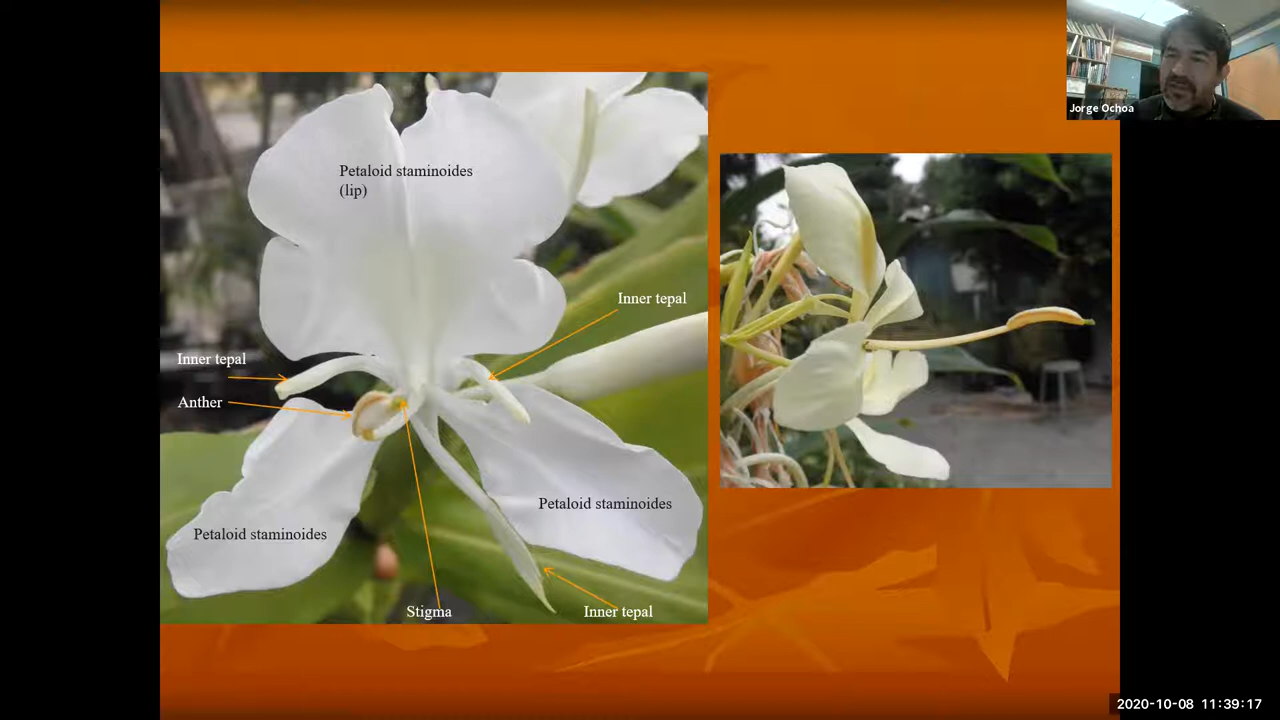 Jorge Ochoa
Petaloid staminoides
(lip)
Inner tepal
Inner tepal
Anther
Petaloid staminoides
Petaloid staminoides
Stigma
Inner tepal
2020-10-08 11:39:17